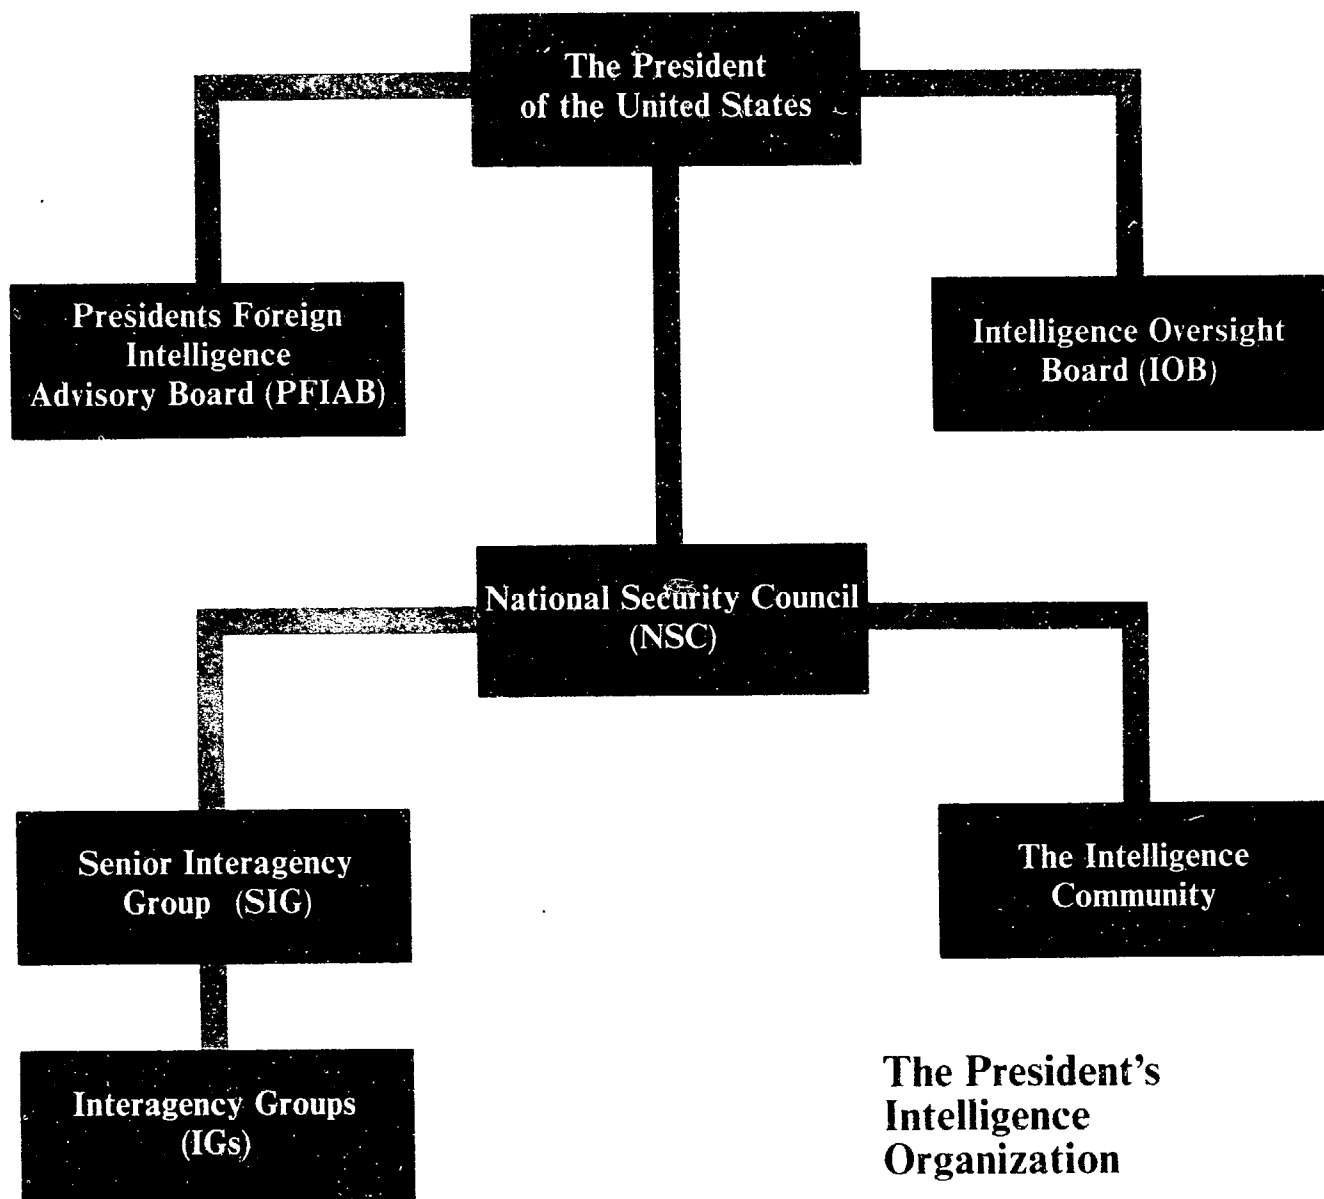 The President
of the United States
Presidents Foreign
Intelligence
Advisory Board (PFIAB)
Intelligence Oversight
Board (IOB)
National Security Council
(NSC)
Senior Interagency
Group (SIG)
The Intelligence
Community
Interagency Groups
(IGs)
The President's
Intelligence
Organization